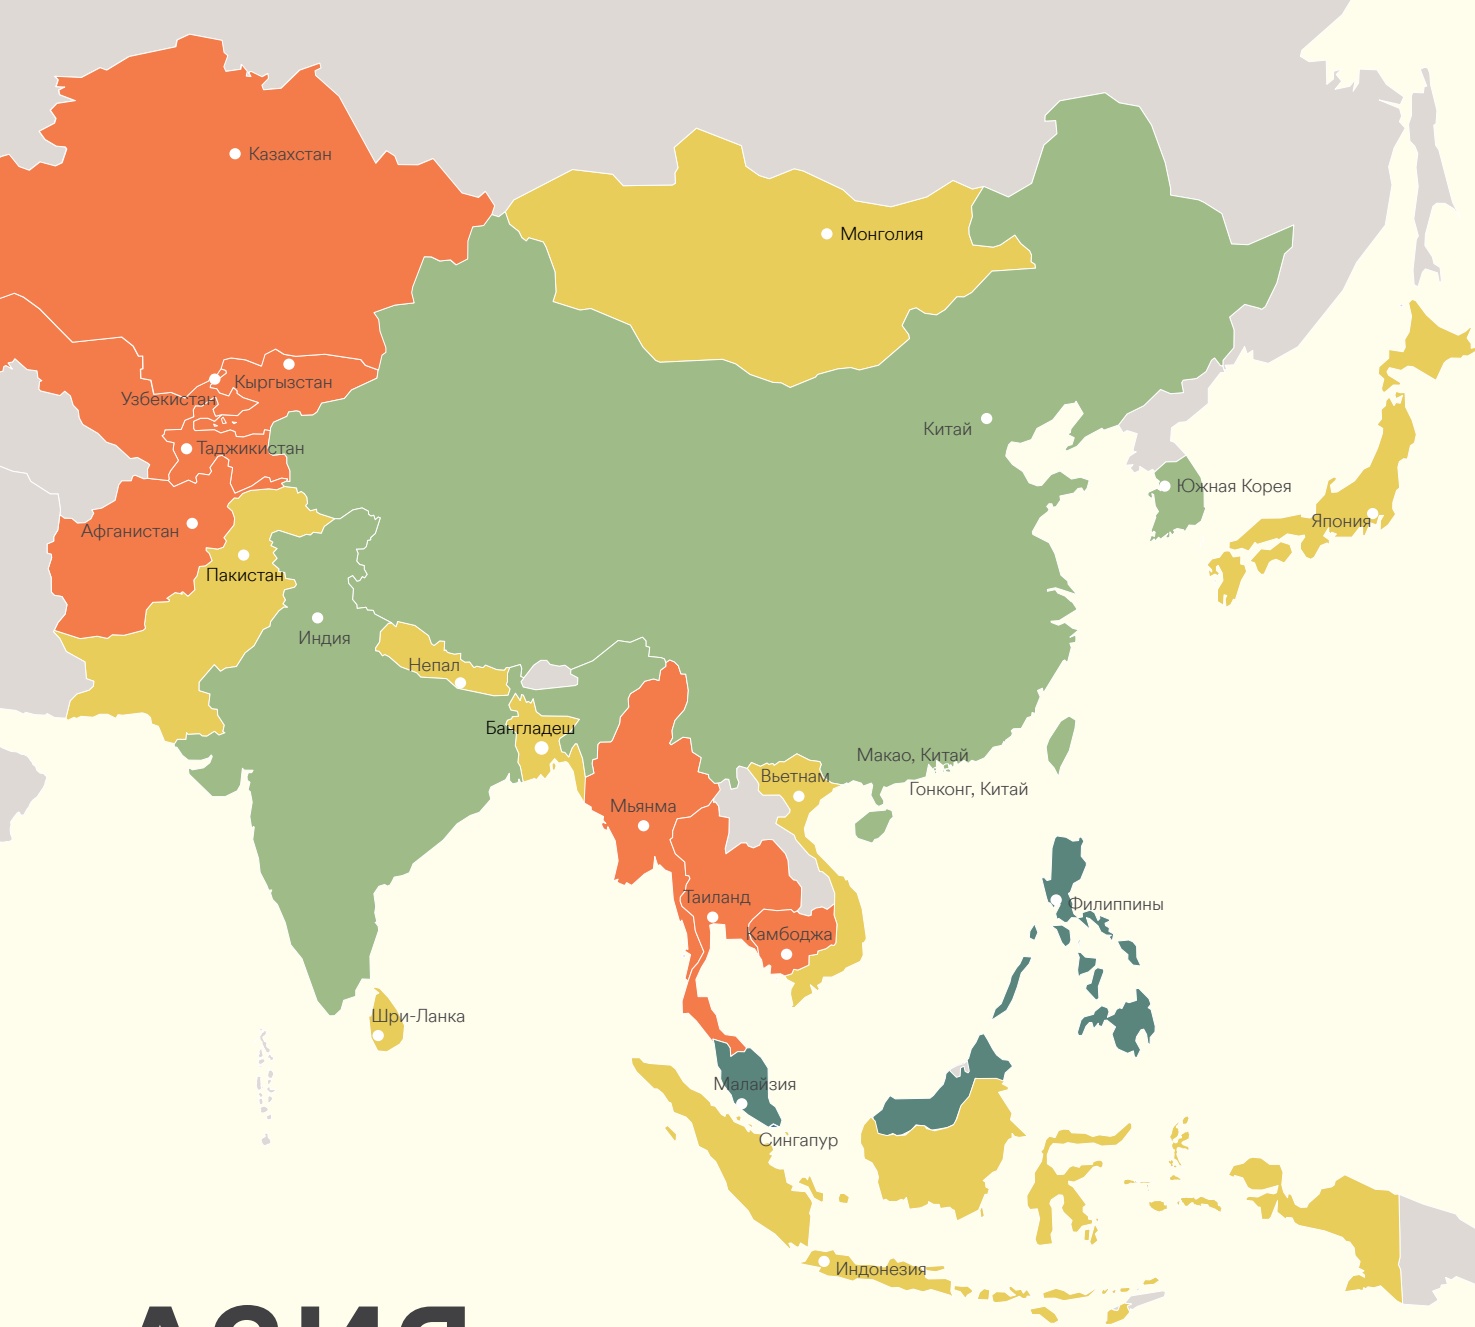 Казахстан
Монголия
Кыргызстан
Узбекистан
Китай
Таджикистан
Южная Корея
Япония
Афганистан
Пакистан
Индия
Непал
Бангладеш
Макао, Китай
Вьетнам
Гонконг, Китай
Мьянма
Таиланд
Филиппины
Камбоджа
Шри-Ланка
Малайзия
Сингапур
Индонезия
АЗИЯ